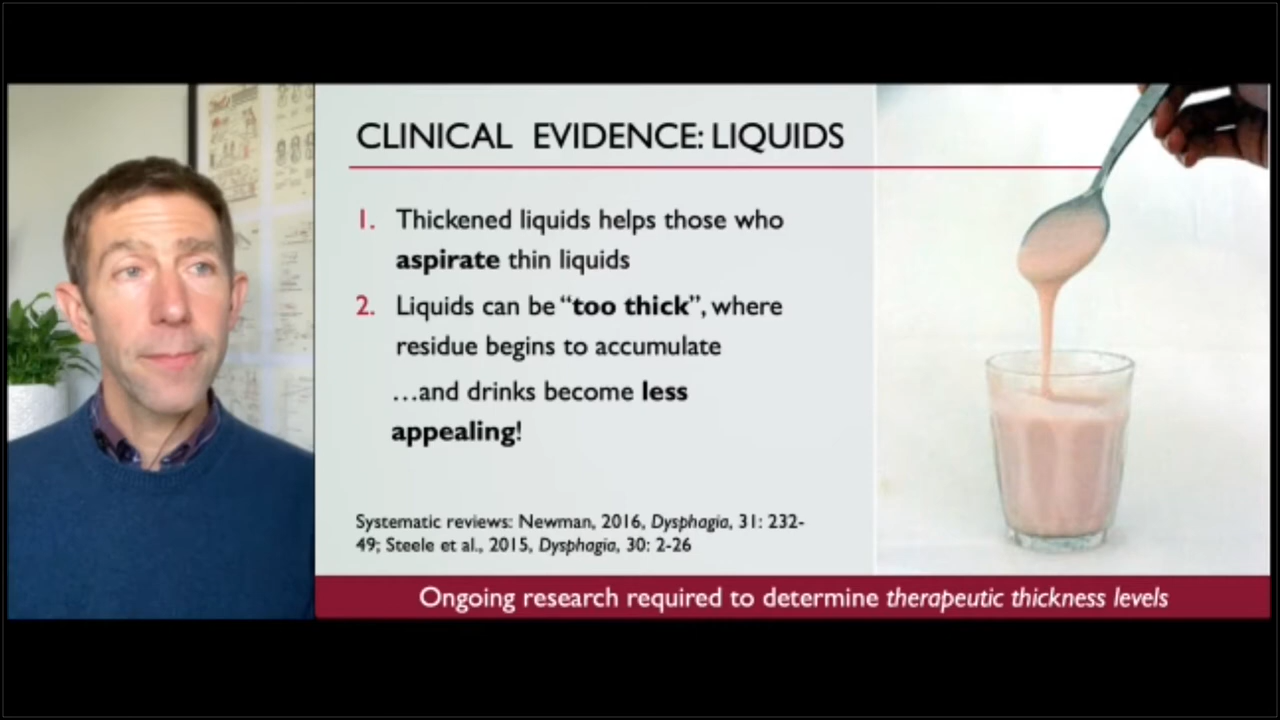 CLINICAL EVIDENCE: LIQUIDS
1. Thickened liquids helps those who
aspirate thin liquids
2. Liquids can be “too thick”, where
residue begins to accumulate
…and drinks become less
appealing!
Systematic reviews: Newman, 2016, Dysphagia, 31: 232-
49; Steele et al., 2015, Dysphagia, 30: 2-26
Ongoing research required to determine therapeutic thickness levels